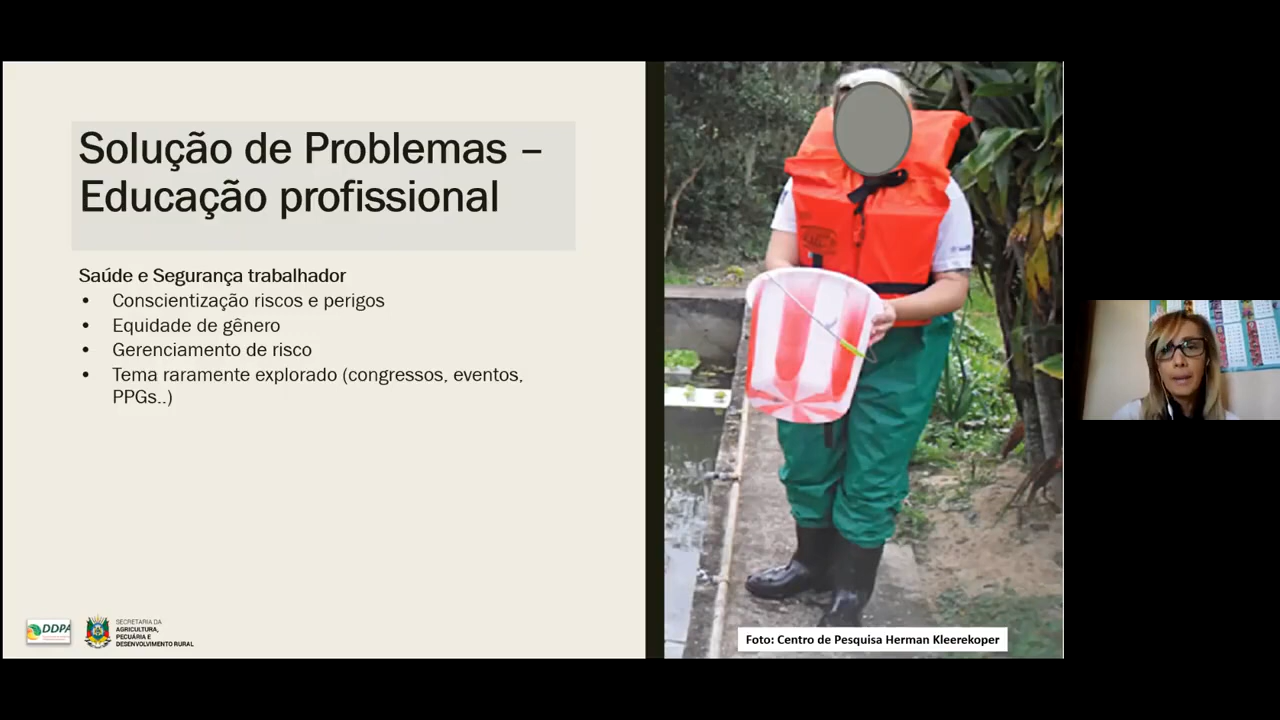 Solução de Problemas –
Educação profissional
Saúde e Segurança trabalhador
• Conscientização riscos e perigos
• Equidade de gênero
• Gerenciamento de risco
• Tema raramente explorado (congressos, eventos,
PPGs..)
DDPA
SECRETARIA DA
AGRICULTURA,
PECUÁRIA E
DESENVOLVIMENTO RURAL
Foto: Centro de Pesquisa Herman Kleerekoper